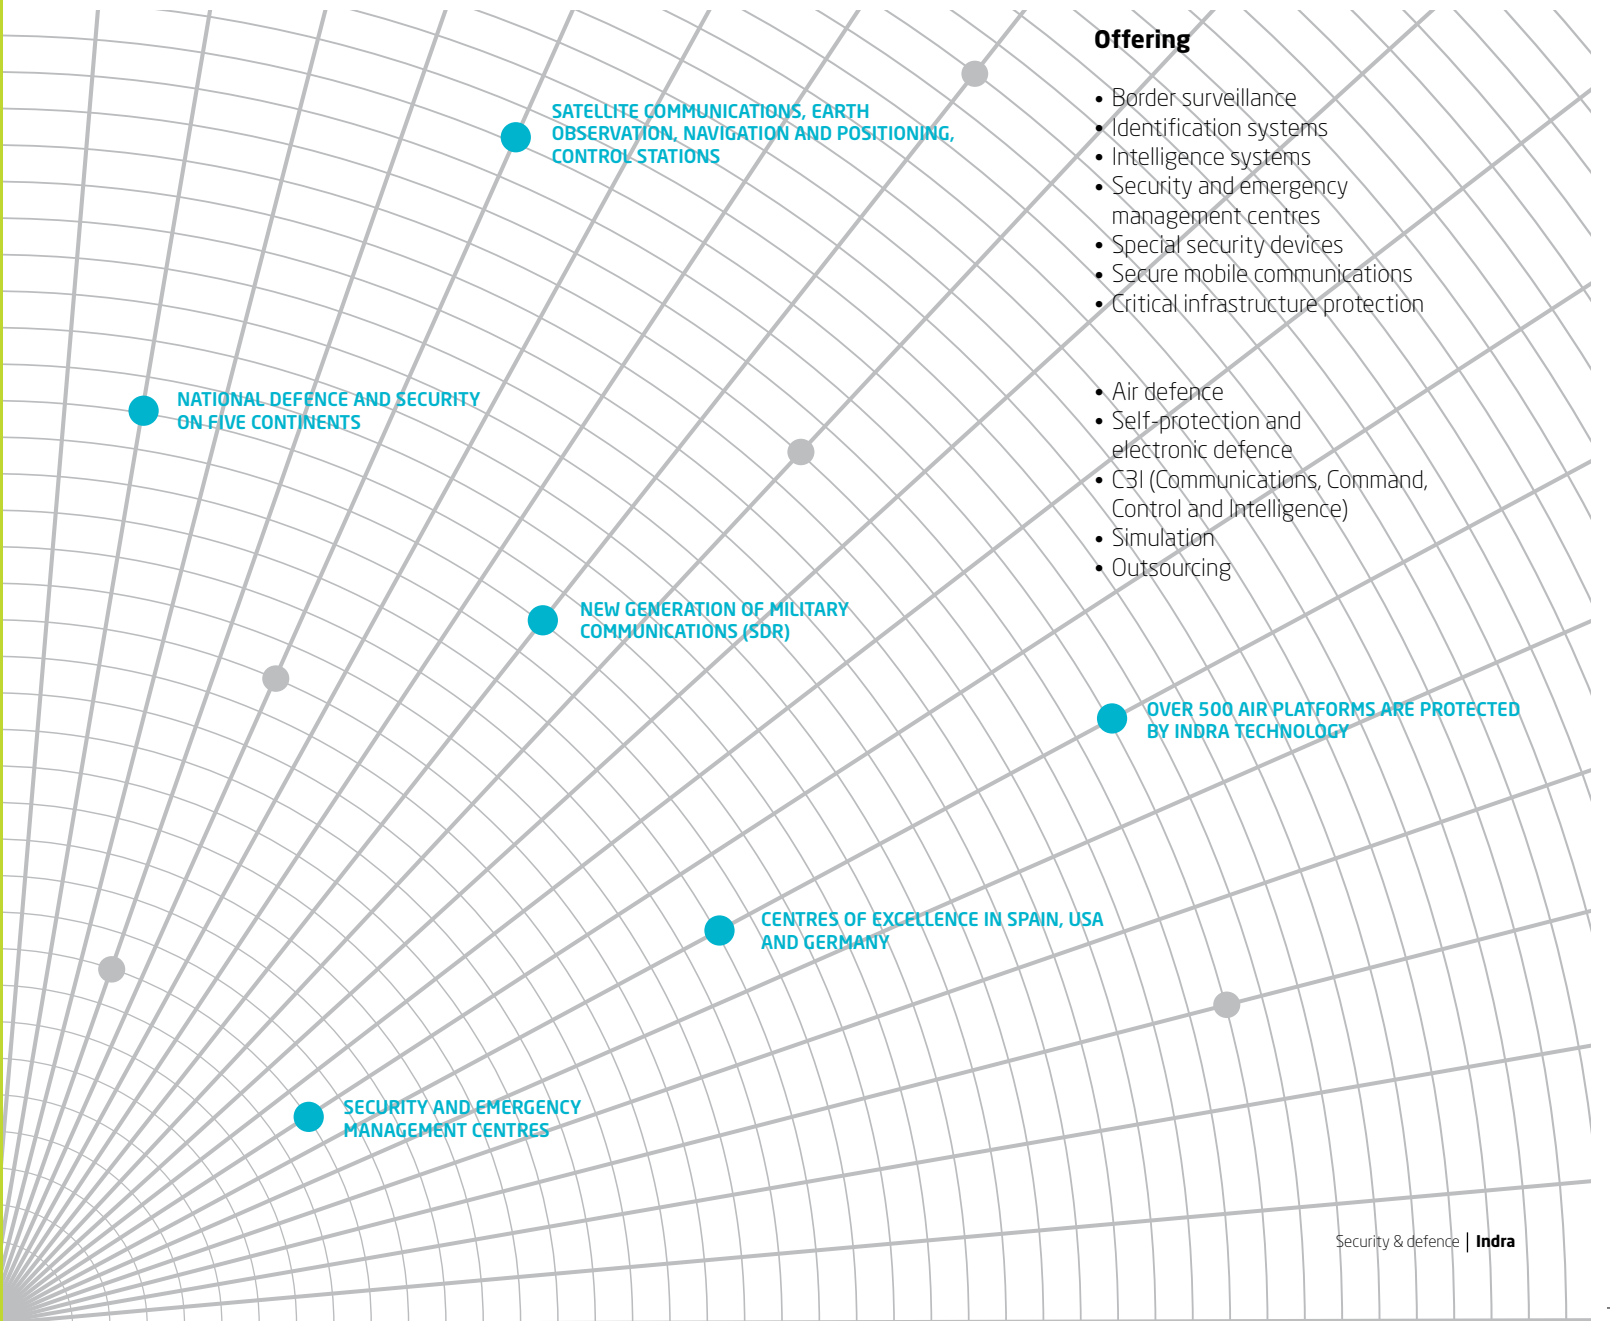 SATELLITE COMMUNICATIONS, EARTH
OBSERVATION, NAVIGATION AND POSITIONING,
CONTROL STATIONS
NATIONAL DEFENCE AND SECURITY
ON FIVE CONTINENTS
NEW GENERATION OF MILITARY
COMMUNICATIONS (SDR)
OVER 500 AIR PLATFORMS ARE PROTECTED
BY INDRA TECHNOLOGY
CENTRES OF EXCELLENCE IN SPAIN, USA
AND GERMANY
SECURITY AND EMERGENCY
MANAGEMENT CENTRES
Offering
• Border surveillance
• Identification systems
• Intelligence systems
• Security and emergency
management centres
• Special security devices
• Secure mobile communications
• Critical infrastructure protection
• Air defence
• Self-protection and
electronic defence
• C3I (Communications, Command,
Control and Intelligence)
• Simulation
• Outsourcing
Security & defence | Indra